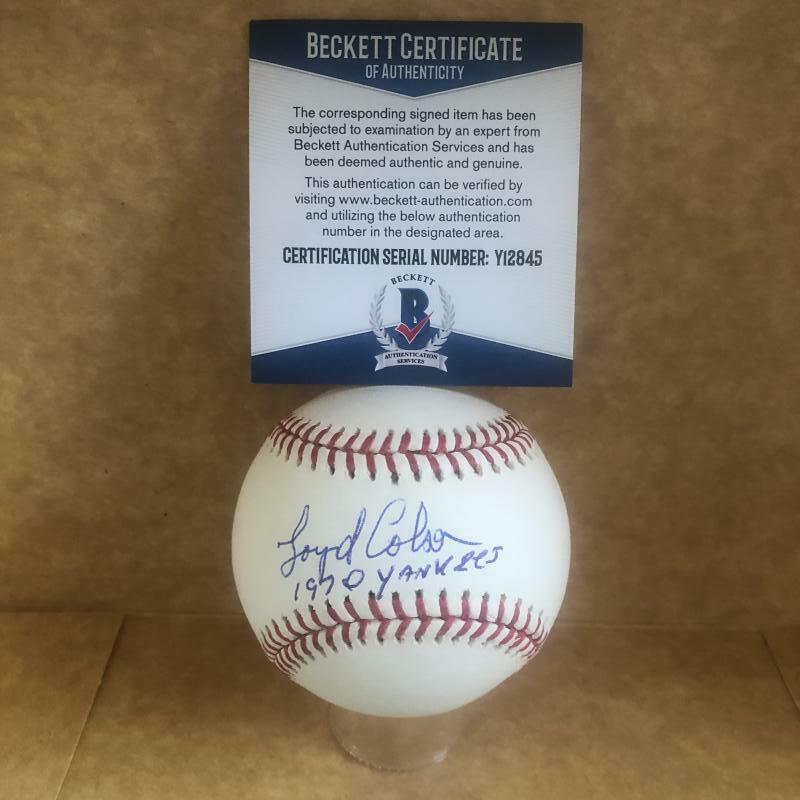 BECKETT CERTIFICATE
OF AUTHENTICITY
The corresponding signed item has been
subjected to examination by an expert from
Beckett Authentication Services and has
been deemed authentic and genuine.
This authentication can be verified by
visiting www.beckett-authentication.com
and utilizing the below authentication
number in the designated area.
CERTIFICATION SERIAL NUMBER: Y12845
BECKETT
B
AUTHENTICATION
SERVICES
Loyd Colson
1970 YANKEES